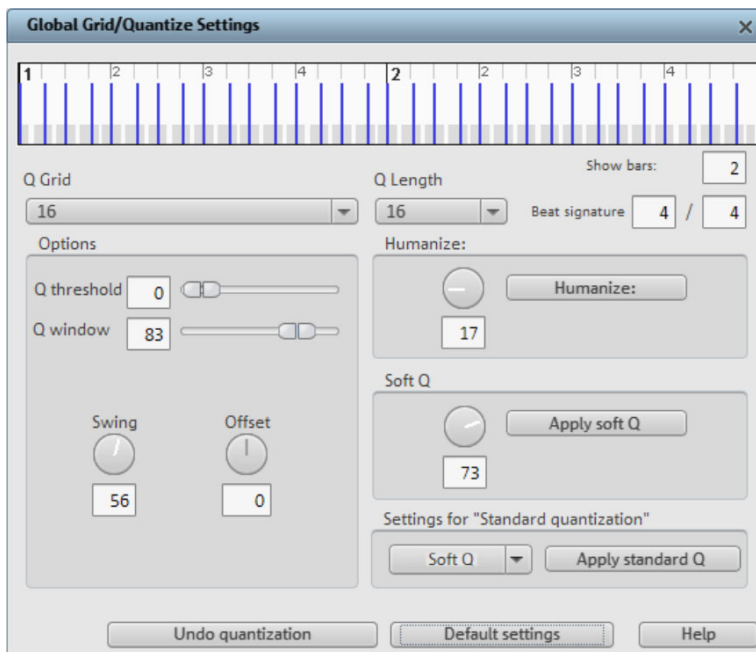 Global Grid/Quantize Settings
1 2 3 4 2 2 3 4
Show bars: 2
Q Grid Q Length
16 16 Beat signature 4 / 4
Options Humanize:
Q threshold 0 Humanize:
Q window 83 17
Soft Q
Swing Offset Apply soft Q
56 0 73
Settings for "Standard quantization"
Soft Q Apply standard Q
Undo quantization Default settings Help